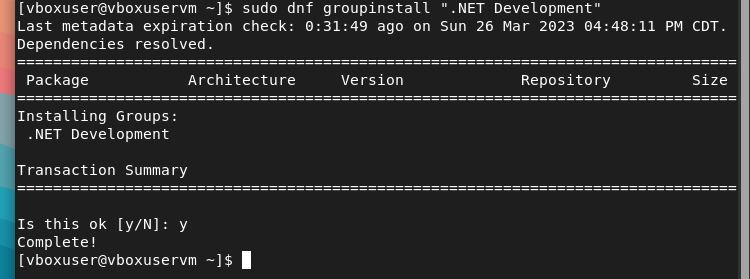 [vboxuser@vboxuservm ~]$ sudo dnf groupinstall ".NET Development"
Last metadata expiration check: 0:31:49 ago on Sun 26 Mar 2023 04:48:11 PM CDT.
Dependencies resolved.
================================================================================
Package Architecture Version Repository Size
================================================================================
Installing Groups:
.NET Development
Transaction Summary
================================================================================
Is this ok [y/N]: y
Complete!
[vboxuser@vboxuservm ~]$